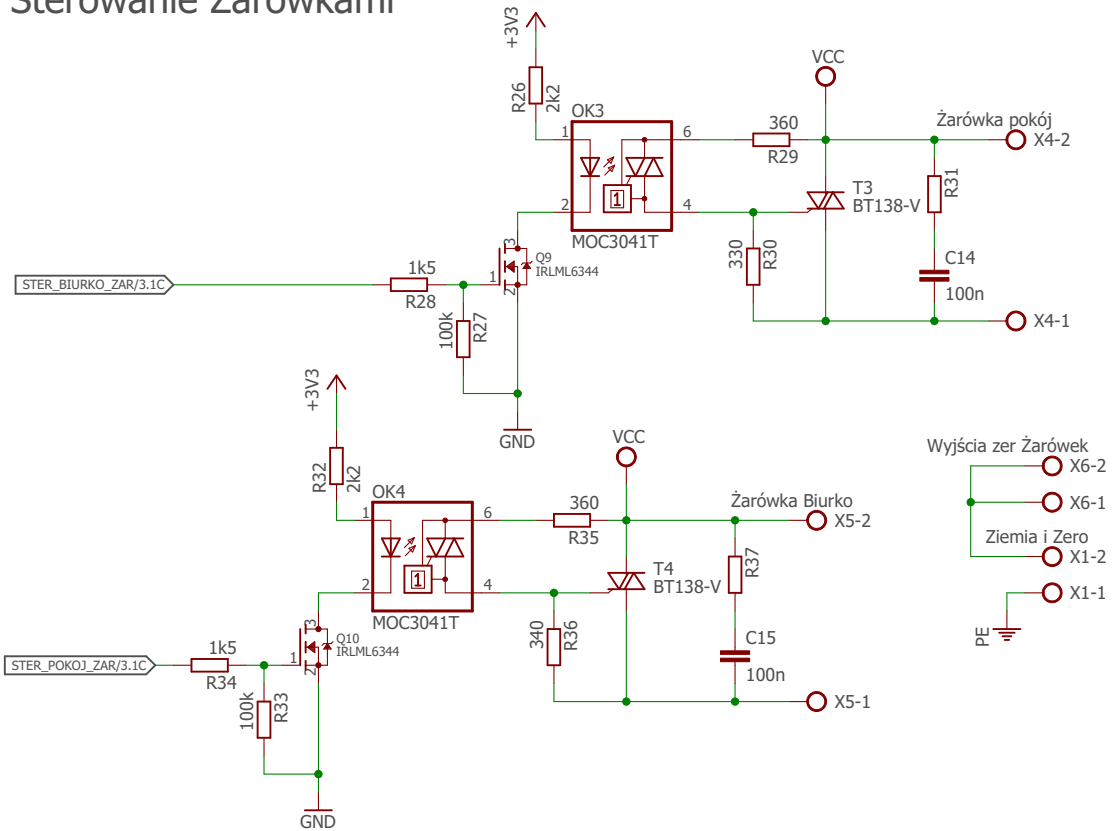 Sterowanie Żarówkami
+3V3
R26
2k2
OK3
1
6
2
4
1
MOC3041T
VCC
360
R29
Żarówka pokój
X4-2
T3
BT138-V
R31
330
R30
C14
100n
X4-1
STER_BIURKO_ZAR/3.1C
1k5
R28
100k
R27
3
1
2
Q9
IRLML6344
GND
+3V3
R32
2k2
OK4
1
6
2
4
1
MOC3041T
VCC
360
R35
Żarówka Biurko
X5-2
T4
BT138-V
R37
340
R36
C15
100n
X5-1
STER_POKOJ_ZAR/3.1C
1k5
R34
100k
R33
3
1
2
Q10
IRLML6344
GND
Wyjścia zer Żarówek
X6-2
X6-1
Ziemia i Zero
X1-2
X1-1
PE